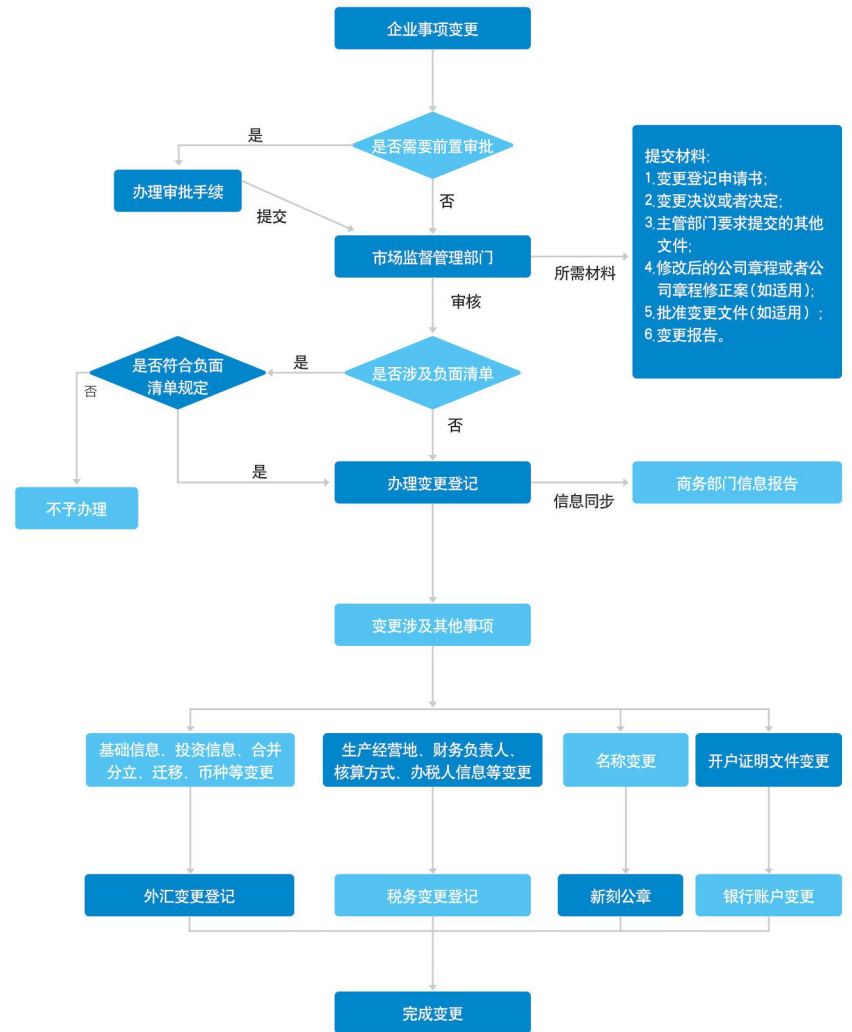 企业事项变更
是
是否需要前置审批
办理审批手续
提交
否
市场监督管理部门
所需材料
提交材料:
1.变更登记申请书;
2.变更决议或者决定;
3.主管部门要求提交的其他
文件;
4.修改后的公司章程或者公
司章程修正案(如适用);
5.批准变更文件(如适用);
6.变更报告。
审核
是否符合负面
清单规定
是
是否涉及负面清单
否
否
不予办理
是
办理变更登记
信息同步
商务部门信息报告
变更涉及其他事项
基础信息、投资信息、合并
分立、迁移、币种等变更
生产经营地、财务负责人、
核算方式、办税人信息等变更
名称变更
开户证明文件变更
外汇变更登记
税务变更登记
新刻公章
银行账户变更
完成变更